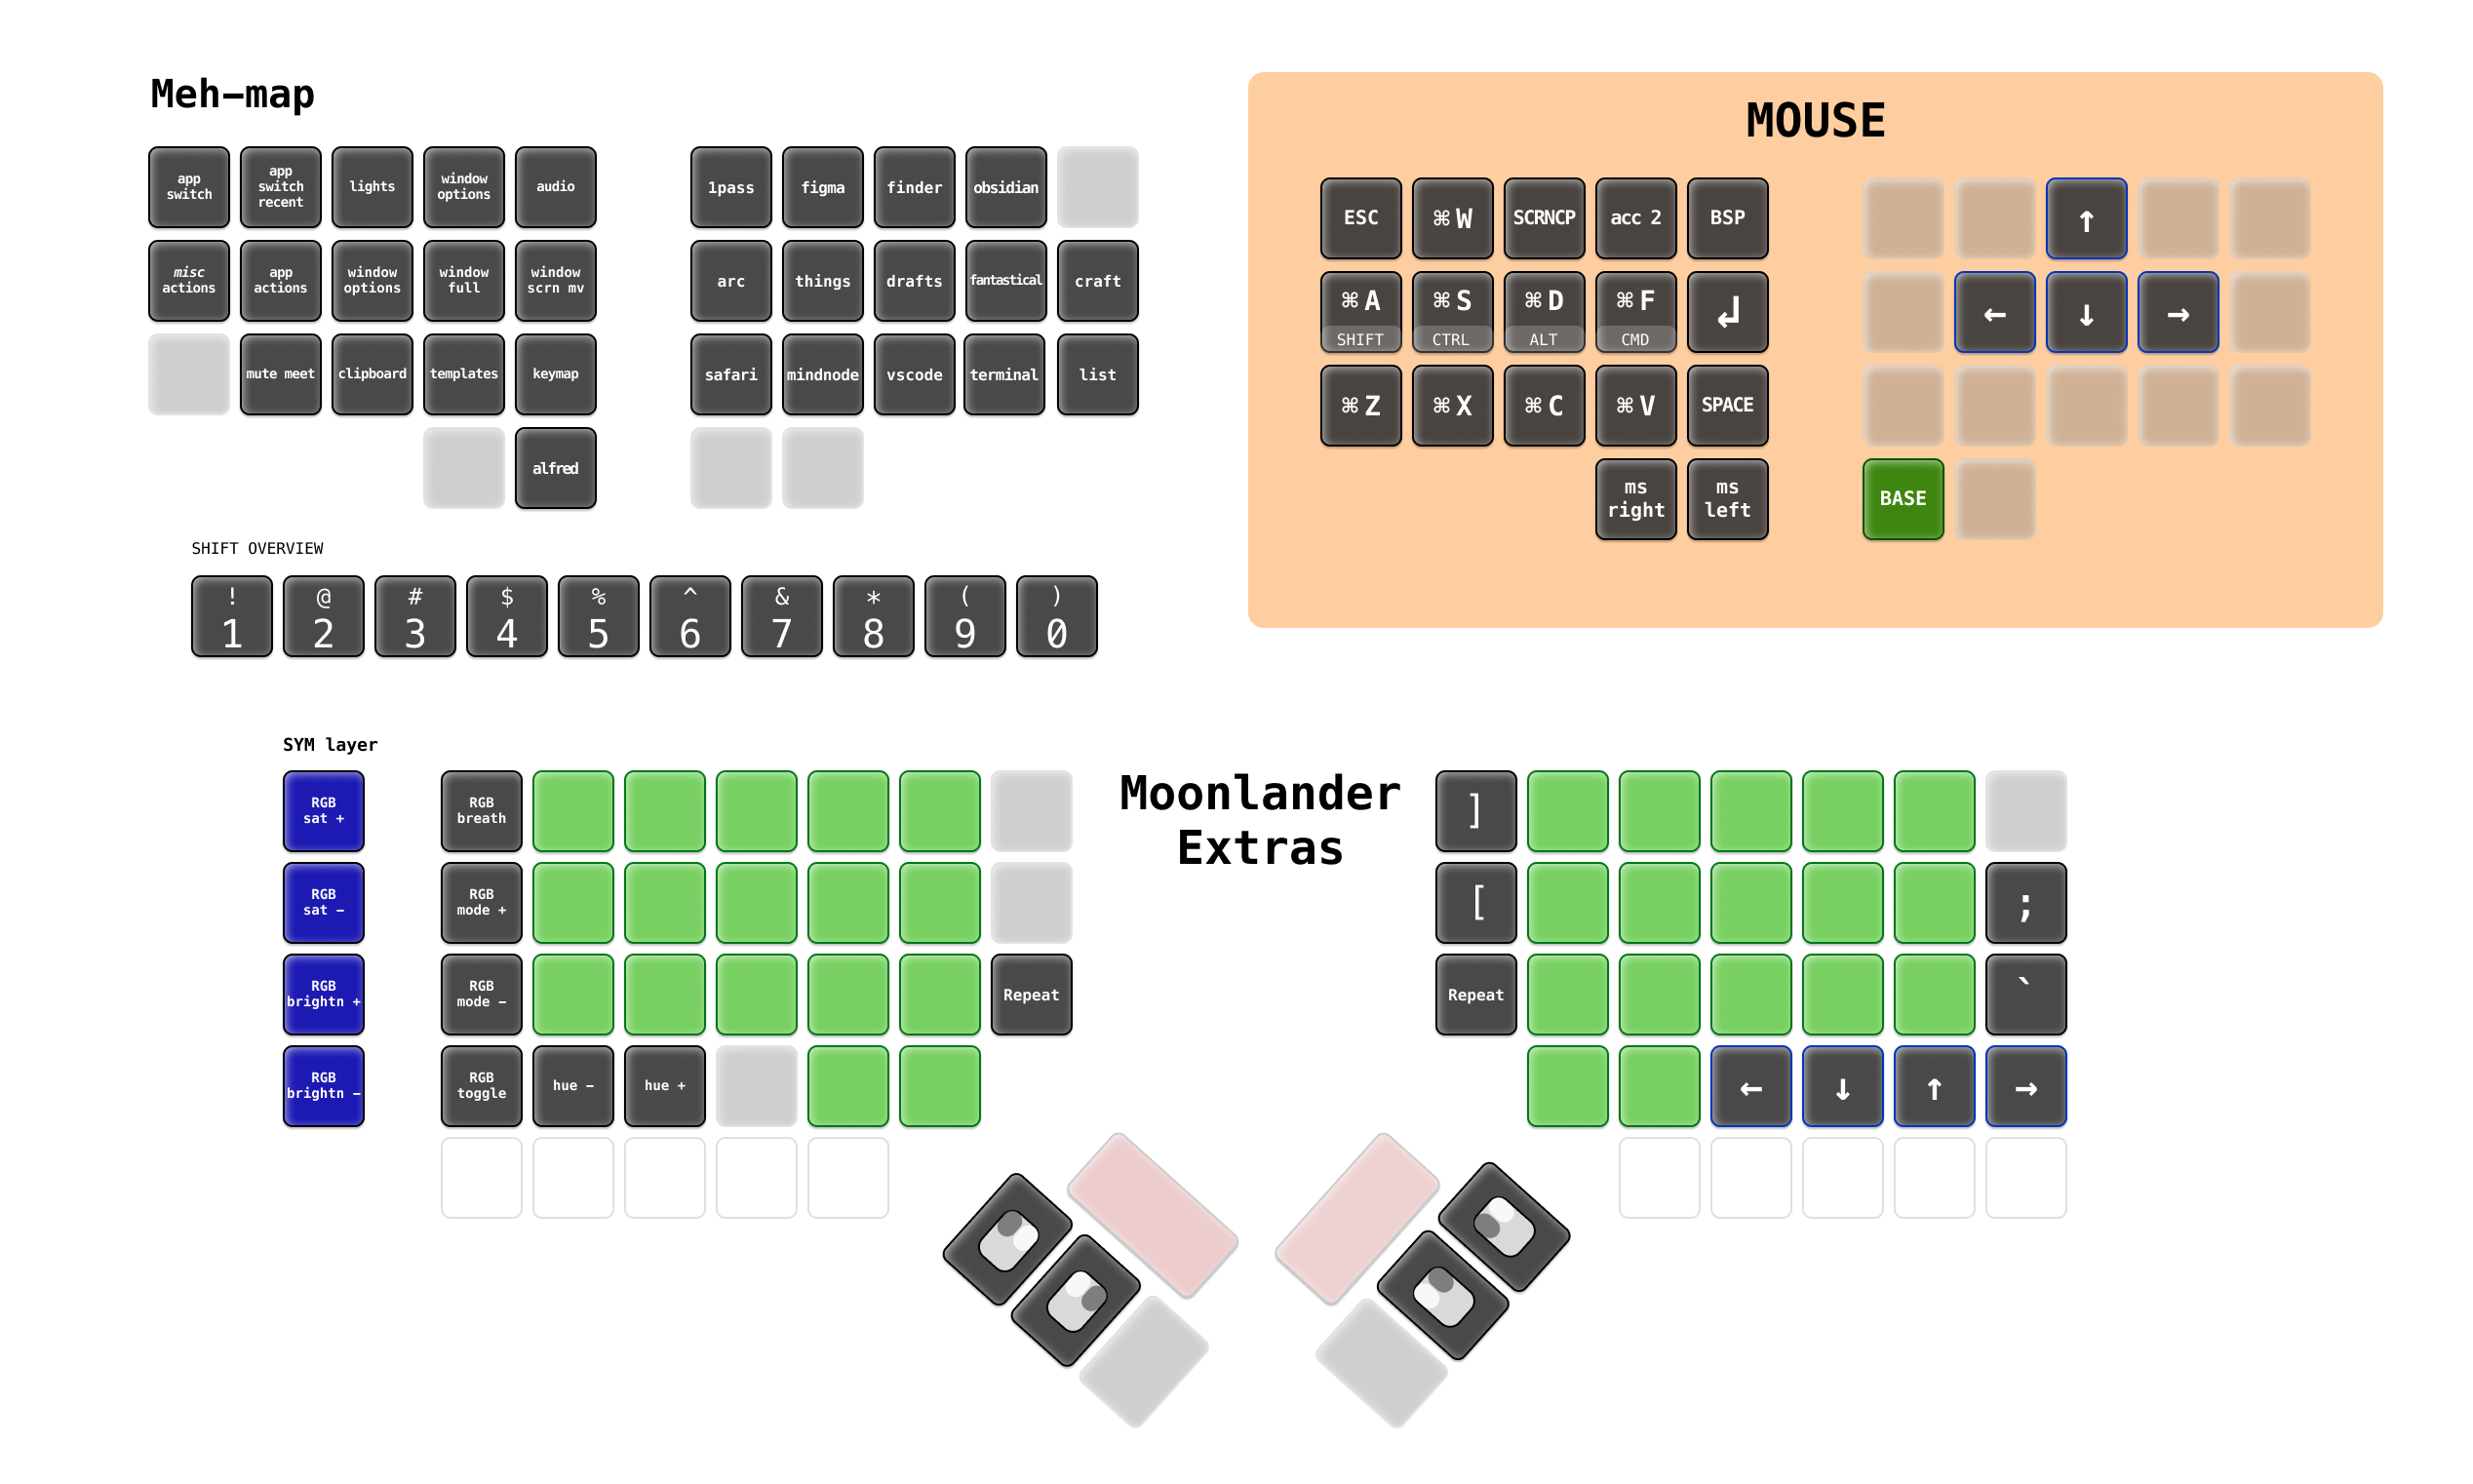 Meh-map
app switch
app switch recent
lights
window options
audio
1pass
figma
finder
obsidian
misc actions
app actions
window options
window full
window scrn mv
arc
things
drafts
fantastical
craft
mute meet
clipboard
templates
keymap
safari
mindnode
vscode
terminal
list
alfred
SHIFT OVERVIEW
! @ # $ % ^ & * ( )
1 2 3 4 5 6 7 8 9 0
MOUSE
ESC
⌘ W
SCRNCP
acc 2
BSP
↑
⌘ A
SHIFT
⌘ S
CTRL
⌘ D
ALT
⌘ F
CMD
↲
← ↓ →
⌘ Z
⌘ X
⌘ C
⌘ V
SPACE
ms right
ms left
BASE
SYM layer
Moonlander
Extras
RGB sat +
RGB breath
]
RGB sat −
RGB mode +
[
;
RGB brightn +
RGB mode −
Repeat
Repeat
`
RGB brightn −
RGB toggle
hue −
hue +
← ↓ ↑ →